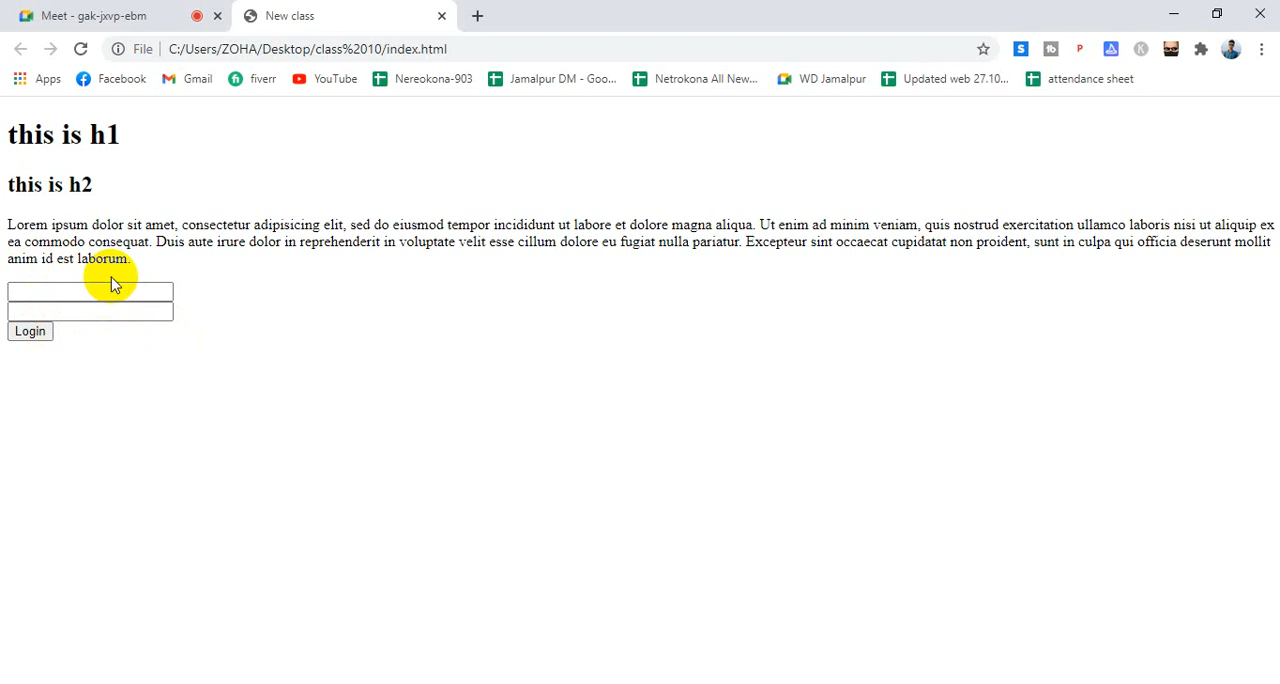 Meet - gak-jxvp-ebm
New class
File C:/Users/ZOHA/Desktop/class%2010/index.html
Apps Facebook Gmail fiverr YouTube Nereokona-903 Jamalpur DM - Goo... Netrokona All New... WD Jamalpur Updated web 27.10... attendance sheet
this is h1
this is h2
Lorem ipsum dolor sit amet, consectetur adipisicing elit, sed do eiusmod tempor incididunt ut labore et dolore magna aliqua. Ut enim ad minim veniam, quis nostrud exercitation ullamco laboris nisi ut aliquip ex
ea commodo consequat. Duis aute irure dolor in reprehenderit in voluptate velit esse cillum dolore eu fugiat nulla pariatur. Excepteur sint occaecat cupidatat non proident, sunt in culpa qui officia deserunt mollit
anim id est laborum.
Login